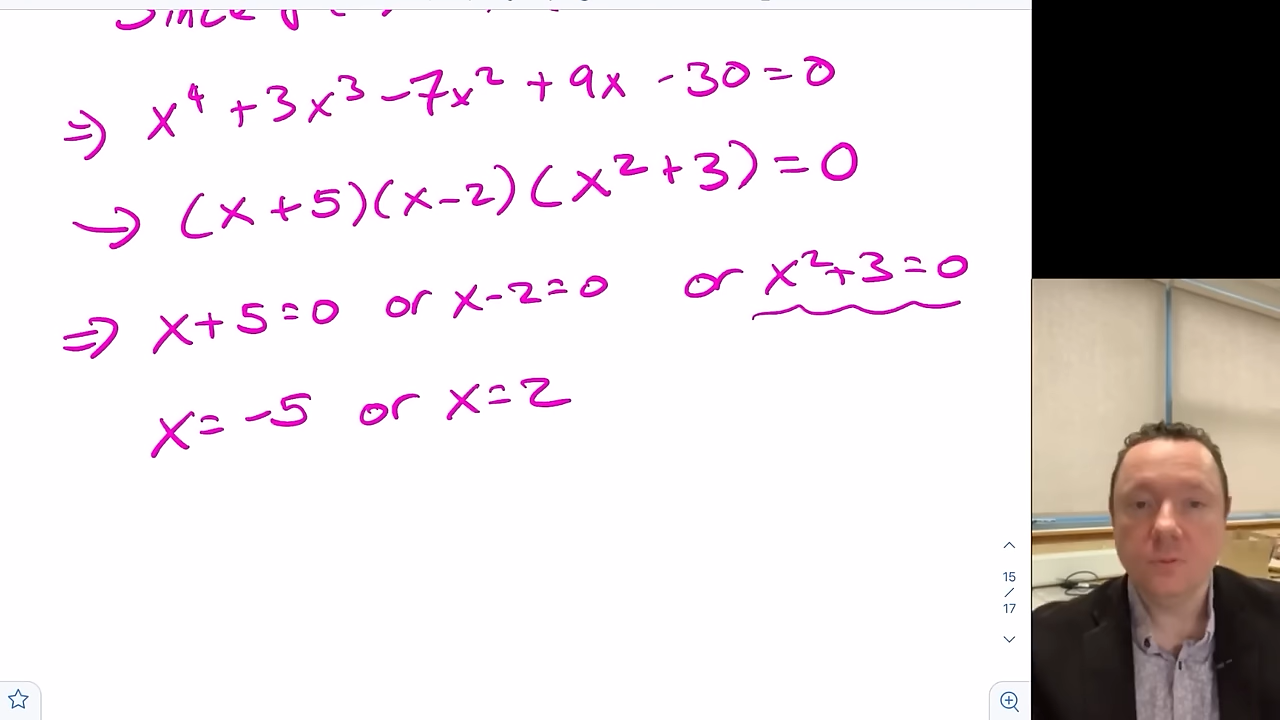 Since
⇒ x⁴ + 3x³ - 7x² + 9x - 30 = 0
→ (x + 5)(x - 2)(x² + 3) = 0
⇒ x + 5 = 0 or x - 2 = 0 or x² + 3 = 0
x = -5 or x = 2
15
/
17